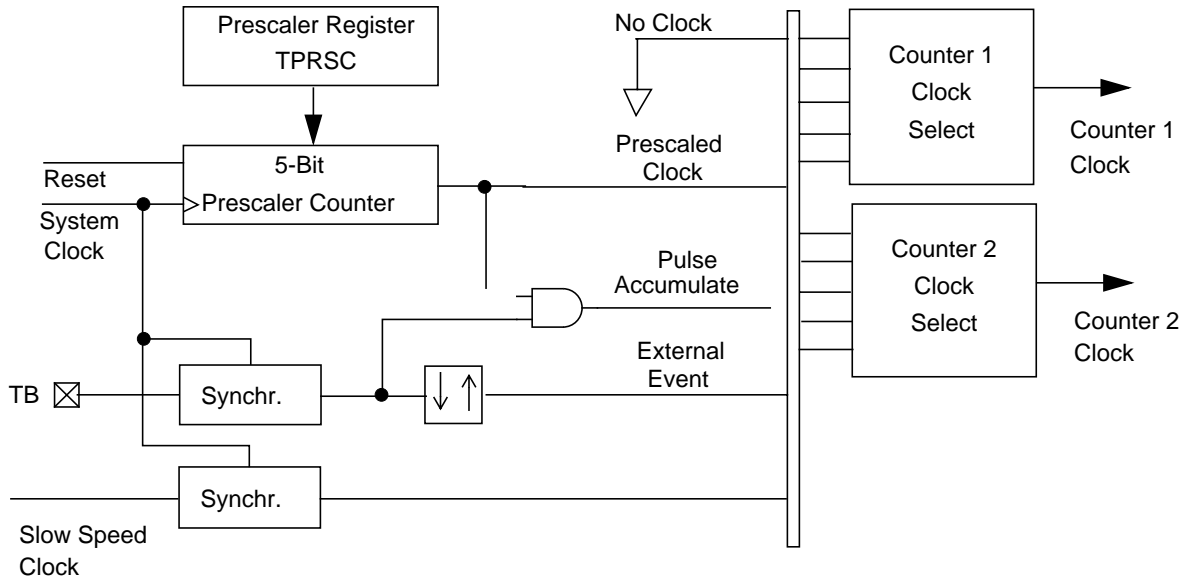 Prescaler Register
TPRSC
No Clock
Counter 1
Clock
Select
Counter 1
Clock
5-Bit
Prescaler Counter
Reset
System
Clock
Prescaled
Clock
Counter 2
Clock
Select
Counter 2
Clock
Pulse
Accumulate
External
Event
TB
Synchr.
Synchr.
Slow Speed
Clock